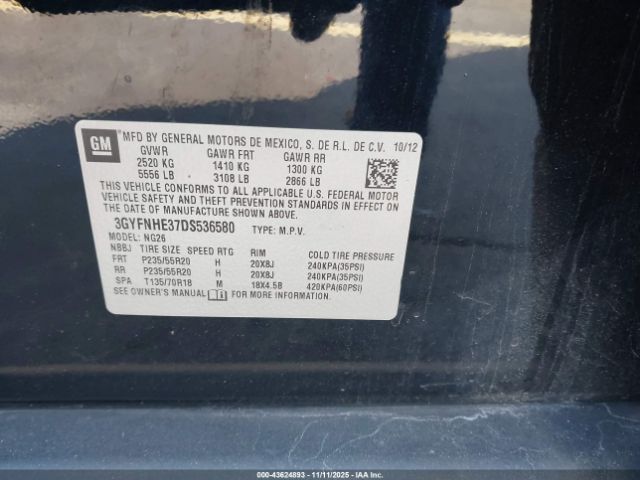 GM
MFD BY GENERAL MOTORS DE MEXICO, S. DE R.L. DE C.V. 10/12
GVWR GAWR FRT GAWR RR
2520 KG 1410 KG 1300 KG
5556 LB 3108 LB 2866 LB
THIS VEHICLE CONFORMS TO ALL APPLICABLE U.S. FEDERAL MOTOR
VEHICLE SAFETY AND THEFT PREVENTION STANDARDS IN EFFECT ON
THE DATE OF MANUFACTURE SHOWN ABOVE.
3GYFNHE37DS536580 TYPE: M.P.V.
MODEL: NG26
NBBJ TIRE SIZE SPEED RTG RIM COLD TIRE PRESSURE
FRT P235/55R20 H 20X8J 240KPA(35PSI)
RR P235/55R20 H 20X8J 240KPA(35PSI)
SPA T135/70R18 M 18X4.5B 420KPA(60PSI)
SEE OWNER'S MANUAL FOR MORE INFORMATION.
000-43624893 - 11/11/2025 - IAAI.COM